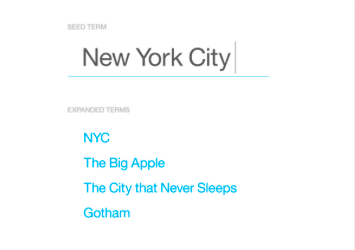 SEED TERM
New York City
EXPANDED TERMS
NYC
The Big Apple
The City that Never Sleeps
Gotham